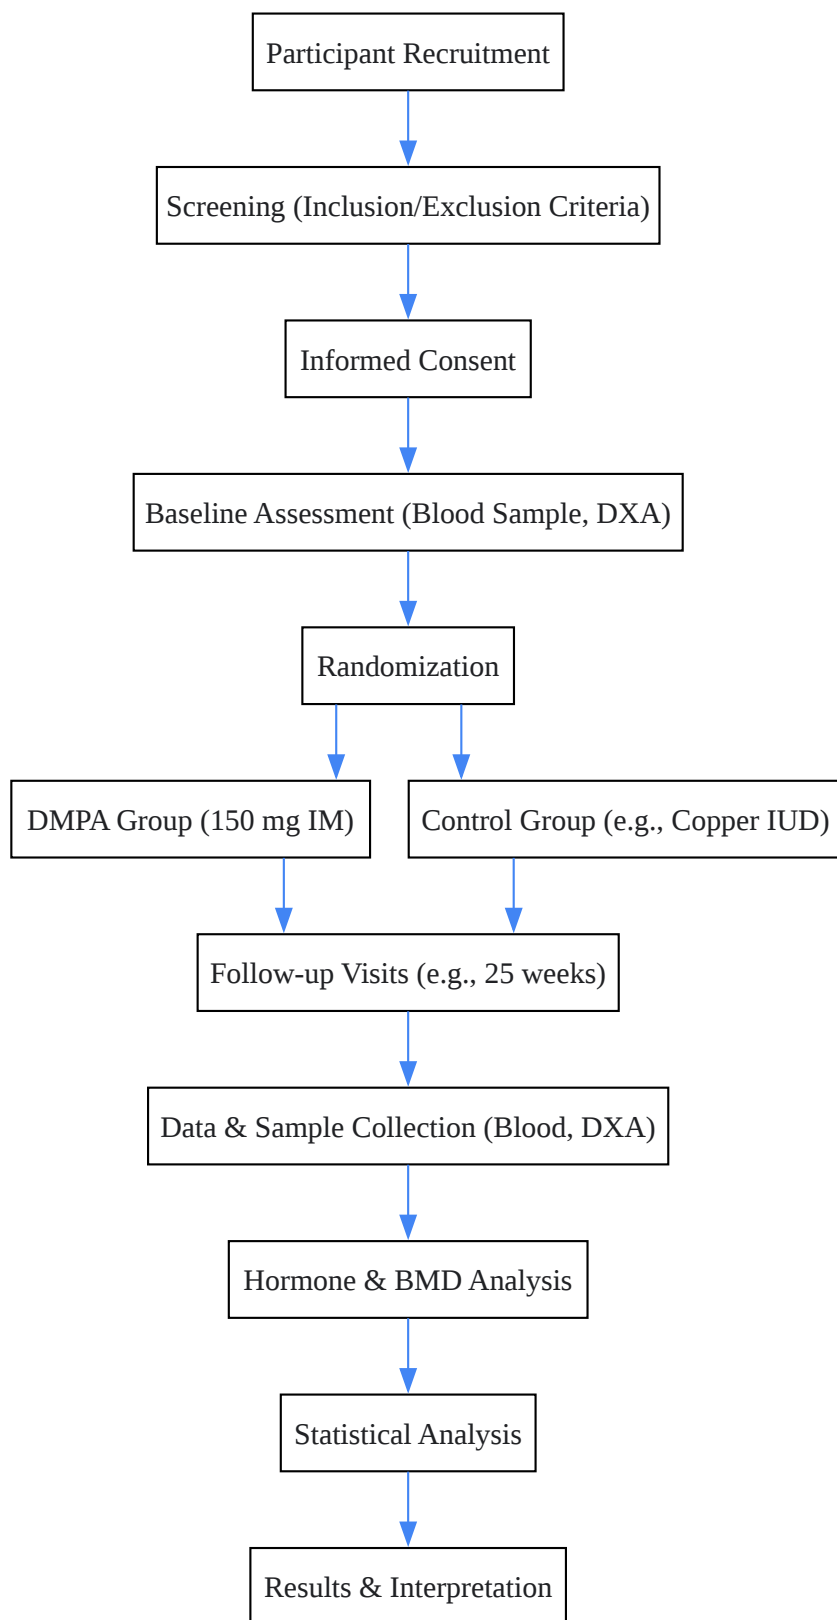 Participant Recruitment
Screening (Inclusion/Exclusion Criteria)
Informed Consent
Baseline Assessment (Blood Sample, DXA)
Randomization
DMPA Group (150 mg IM)
Control Group (e.g., Copper IUD)
Follow-up Visits (e.g., 25 weeks)
Data & Sample Collection (Blood, DXA)
Hormone & BMD Analysis
Statistical Analysis
Results & Interpretation